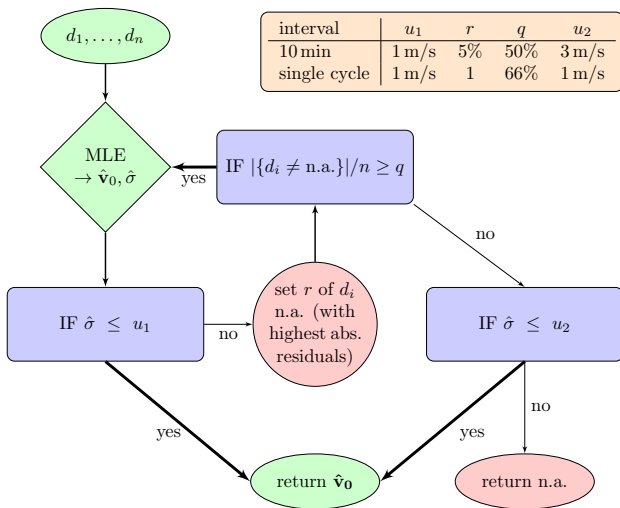 d₁, . . . , dₙ
interval u₁ r q u₂
10 min 1 m/s 5% 50% 3 m/s
single cycle 1 m/s 1 66% 1 m/s
MLE
→ v̂₀, σ̂
yes
IF |{dᵢ ≠ n.a.}|/n ≥ q
no
IF σ̂ ≤ u₁
no
set r of dᵢ
n.a. (with
highest abs.
residuals)
IF σ̂ ≤ u₂
yes
yes
no
return v̂₀
return n.a.